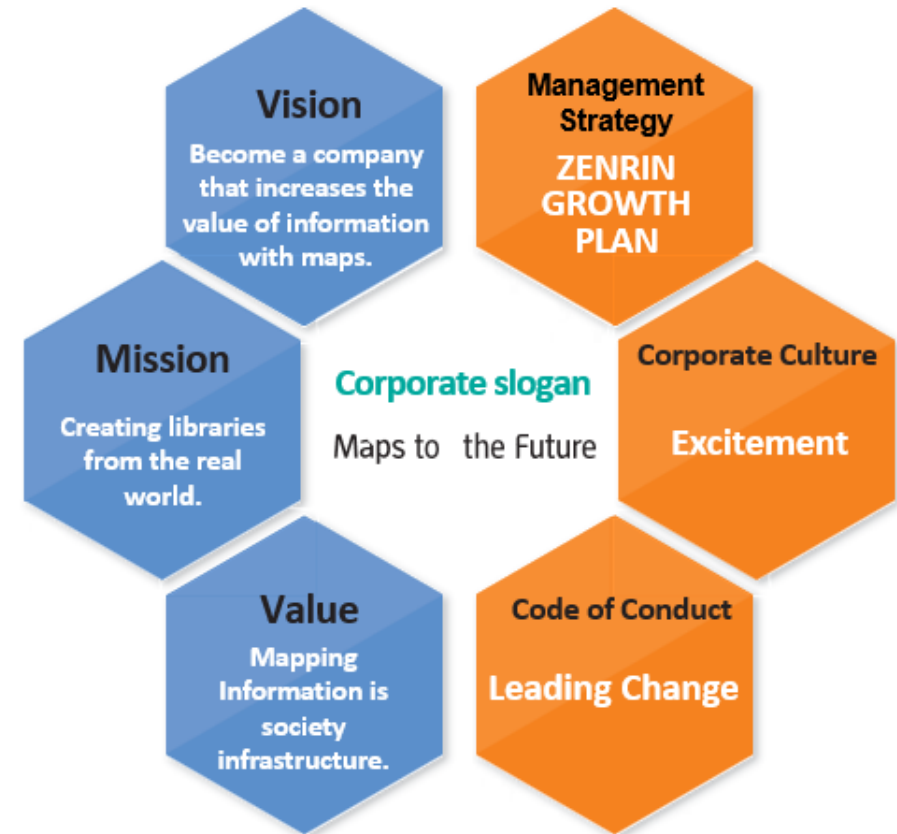 Vision
Become a company
that increases the
value of information
with maps.
Management
Strategy
ZENRIN
GROWTH
PLAN
Mission
Creating libraries
from the real
world.
Corporate slogan
Maps to the Future
Corporate Culture
Excitement
Value
Mapping
Information is
society
infrastructure.
Code of Conduct
Leading Change